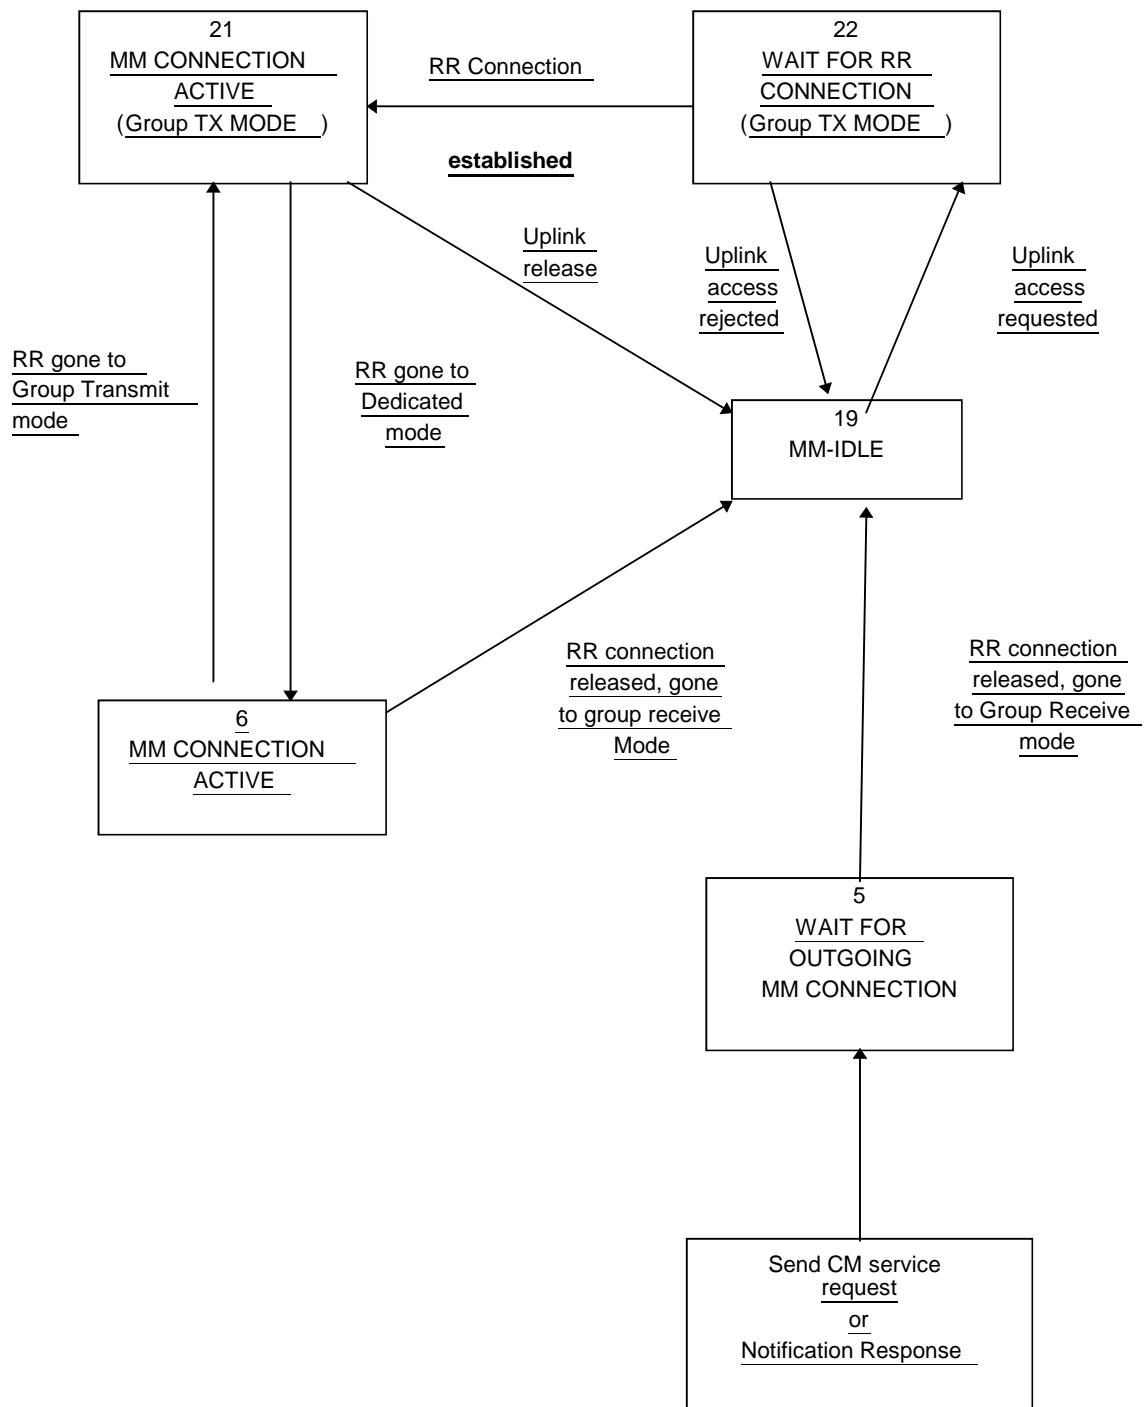 21
MM CONNECTION
ACTIVE
(Group TX MODE )
RR Connection
established
22
WAIT FOR RR
CONNECTION
(Group TX MODE )
Uplink
release
Uplink
access
rejected
Uplink
access
requested
RR gone to
Group Transmit
mode
RR gone to
Dedicated
mode
19
MM-IDLE
RR connection
released, gone
to group receive
Mode
RR connection
released, gone
to Group Receive
mode
6
MM CONNECTION
ACTIVE
5
WAIT FOR
OUTGOING
MM CONNECTION
Send CM service
request
or
Notification Response